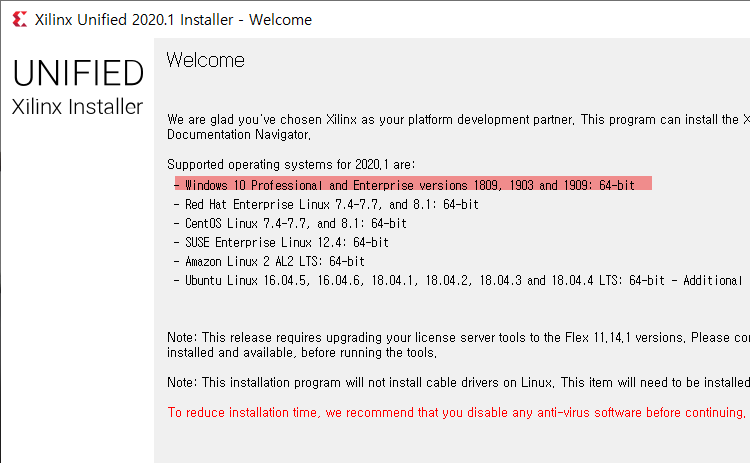 Xilinx Unified 2020.1 Installer - Welcome
UNIFIED
Xilinx Installer
Welcome
We are glad you've chosen Xilinx as your platform development partner. This program can install the X
Documentation Navigator.
Supported operating systems for 2020.1 are:
- Windows 10 Professional and Enterprise versions 1809, 1903 and 1909: 64-bit
- Red Hat Enterprise Linux 7.4-7.7, and 8.1: 64-bit
- CentOS Linux 7.4-7.7, and 8.1: 64-bit
- SUSE Enterprise Linux 12.4: 64-bit
- Amazon Linux 2 AL2 LTS: 64-bit
- Ubuntu Linux 16.04.5, 16.04.6, 18.04.1, 18.04.2, 18.04.3 and 18.04.4 LTS: 64-bit - Additional
Note: This release requires upgrading your license server tools to the Flex 11.14.1 versions. Please co
installed and available, before running the tools.
Note: This installation program will not install cable drivers on Linux. This item will need to be installed
To reduce installation time, we recommend that you disable any anti-virus software before continuing.